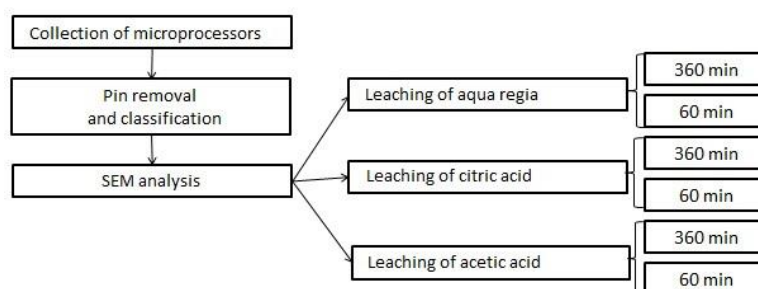 Collection of microprocessors
Pin removal
and classification
SEM analysis
Leaching of aqua regia
360 min
60 min
Leaching of citric acid
360 min
60 min
Leaching of acetic acid
360 min
60 min